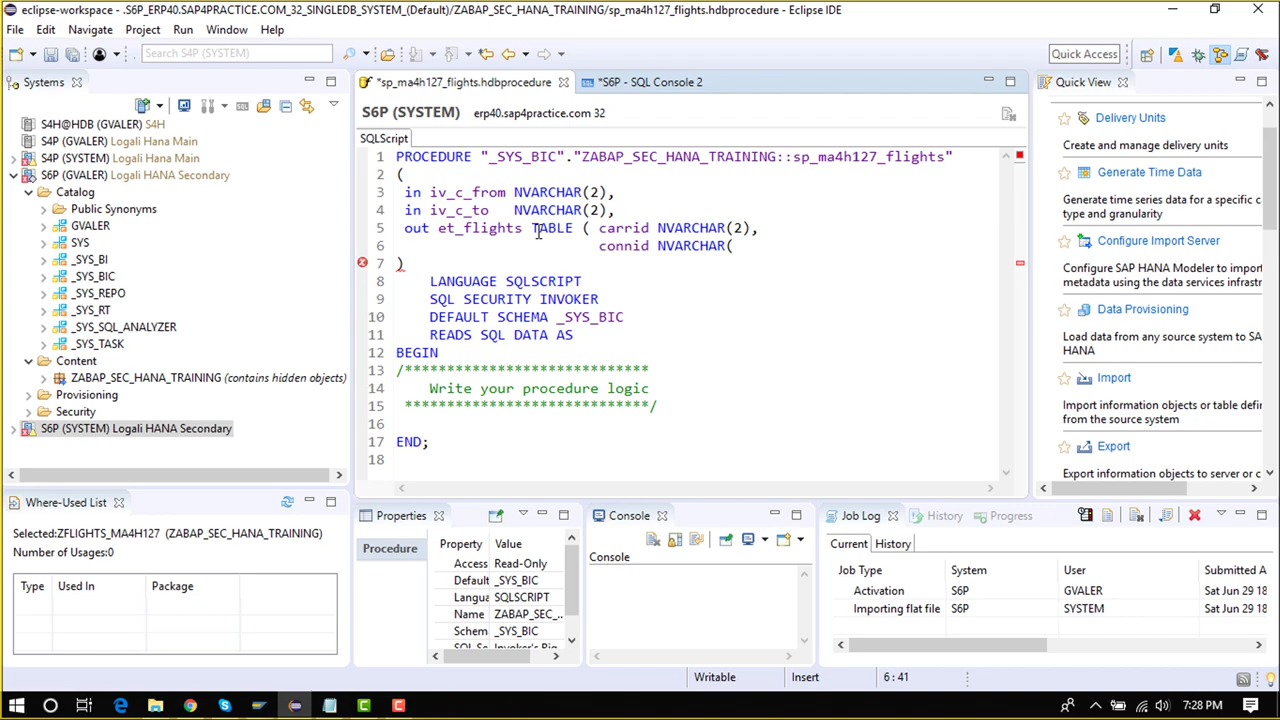 eclipse-workspace - .S6P_ERP40.SAP4PRACTICE.COM_32_SINGLEDB_SYSTEM_(Default)/ZABAP_SEC_HANA_TRAINING/sp_ma4h127_flights.hdbprocedure - Eclipse IDE
File Edit Navigate Project Run Window Help
Search S4P (SYSTEM) Quick Access
Systems
S4H@HDB (GVALER) S4H
S4P (GVALER) Logali Hana Main
S4P (SYSTEM) Logali Hana Main
S6P (GVALER) Logali HANA Secondary
Catalog
Public Synonyms
GVALER
SYS
_SYS_BI
_SYS_BIC
_SYS_REPO
_SYS_RT
_SYS_SQL_ANALYZER
_SYS_TASK
Content
ZABAP_SEC_HANA_TRAINING (contains hidden objects)
Provisioning
Security
S6P (SYSTEM) Logali HANA Secondary
*sp_ma4h127_flights.hdbprocedure *S6P - SQL Console 2
S6P (SYSTEM) erp40.sap4practice.com 32
SQLScript
1 PROCEDURE "_SYS_BIC"."ZABAP_SEC_HANA_TRAINING::sp_ma4h127_flights"
2 (
3 in iv_c_from NVARCHAR(2),
4 in iv_c_to NVARCHAR(2),
5 out et_flights TABLE ( carrid NVARCHAR(2),
6 connid NVARCHAR(
7 )
8 LANGUAGE SQLSCRIPT
9 SQL SECURITY INVOKER
10 DEFAULT SCHEMA _SYS_BIC
11 READS SQL DATA AS
12 BEGIN
13 /*****************************
14 Write your procedure logic
15 *****************************/
16
17 END;
18
Quick View
Delivery Units
Create and manage delivery units
Generate Time Data
Specify a calendar type for a specific
type and granularity
Configure Import Server
Configure SAP HANA Modeler to import
metadata using the data services infrast
Data Provisioning
Load data from any source system to SA
HANA
Import
Import information objects or table defin
from the source system
Export
Export information objects to server or c
Where-Used List
Selected:ZFLIGHTS_MA4H127 (ZABAP_SEC_HANA_TRAINING)
Number of Usages:0
Type Used In Package
Properties
Procedure
Property Value
Access Read-Only
Default _SYS_BIC
Langua SQLSCRIPT
Name ZABAP_SEC_...
Schem _SYS_BIC
Console
Console
Job Log History Progress
Current History
Job Type System User Submitted A
Activation S6P GVALER Sat Jun 29 18
Importing flat file S6P SYSTEM Sat Jun 29 18
Writable Insert 6 : 41
7:28 PM